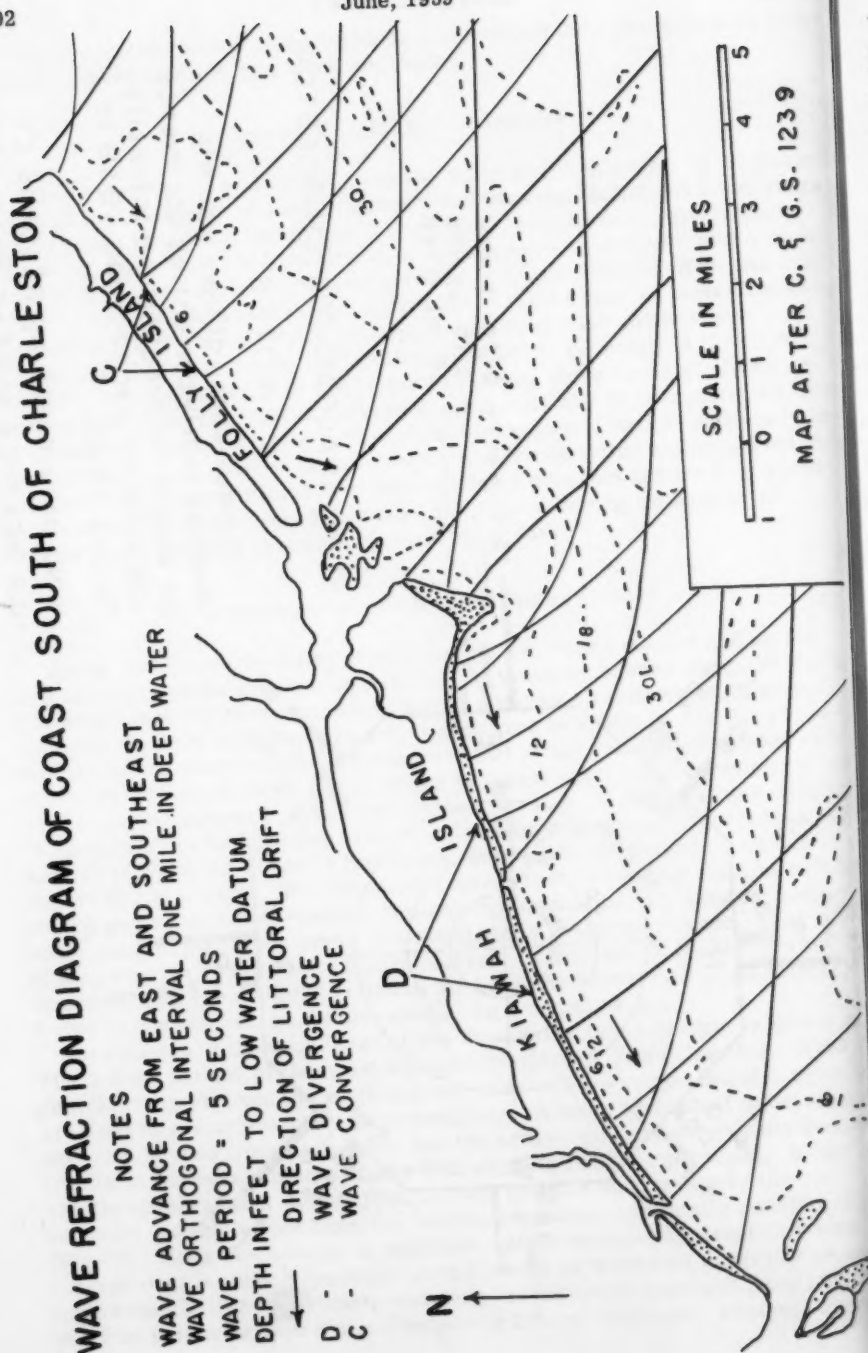 02
June, 1959
WAVE REFRACTION DIAGRAM OF COAST SOUTH OF CHARLESTON
NOTES
WAVE ADVANCE FROM EAST AND SOUTHEAST
WAVE ORTHOGONAL INTERVAL ONE MILE IN DEEP WATER
WAVE PERIOD = 5 SECONDS
DEPTH IN FEET TO LOW WATER DATUM
DIRECTION OF LITTORAL DRIFT
D - WAVE DIVERGENCE
C - WAVE CONVERGENCE
N
C
FOLLY ISLAND
6
30
D
KIAWAH ISLAND
12
18
30
6 12
SCALE IN MILES
1 0 1 2 3 4 5
MAP AFTER C. & G.S. 1239